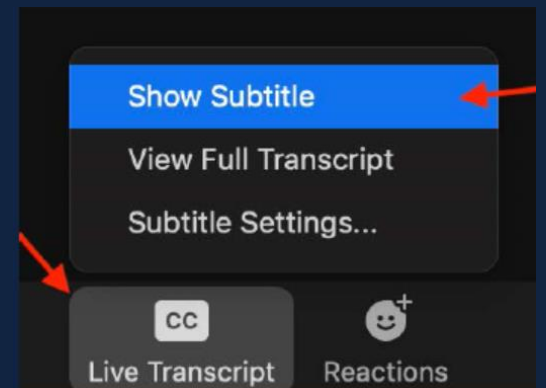 Show Subtitle
View Full Transcript
Subtitle Settings...
CC
Live Transcript
Reactions